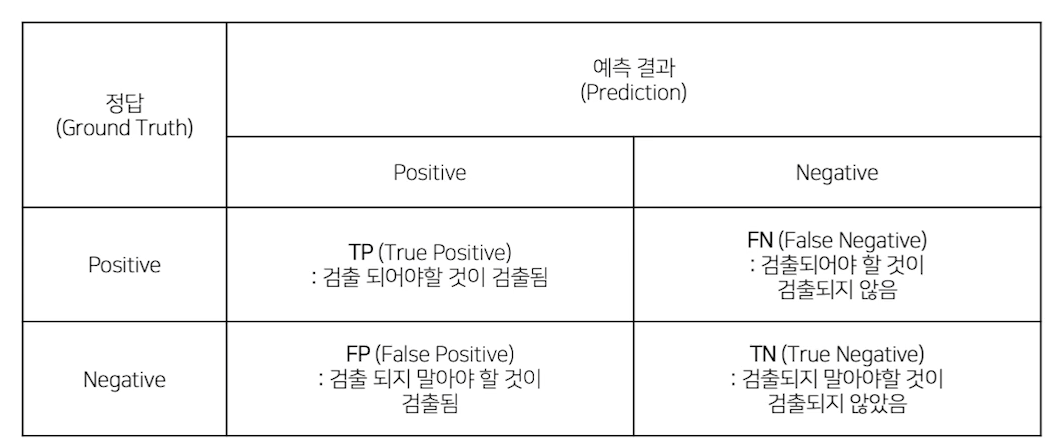 정답
(Ground Truth)
예측 결과
(Prediction)
Positive
Negative
Positive
TP (True Positive)
: 검출 되어야할 것이 검출됨
FN (False Negative)
: 검출되어야 할 것이
검출되지 않음
Negative
FP (False Positive)
: 검출 되지 말아야 할 것이
검출됨
TN (True Negative)
: 검출되지 말아야할 것이
검출되지 않았음